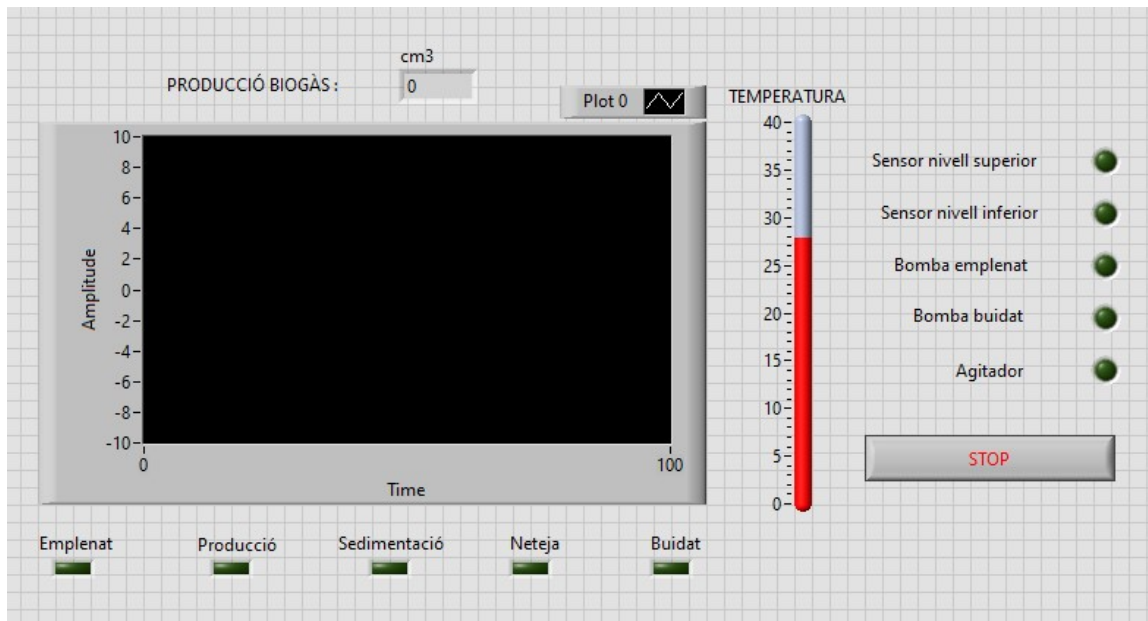 cm3
PRODUCCIÓ BIOGÀS :
0
Plot 0
TEMPERATURA
10
8
6
4
2
0
-2
-4
-6
-8
-10
Amplitude
0
100
Time
40
35
30
25
20
15
10
5
0
Sensor nivell superior
Sensor nivell inferior
Bomba emplenat
Bomba buidat
Agitador
STOP
Emplenat
Producció
Sedimentació
Neteja
Buidat